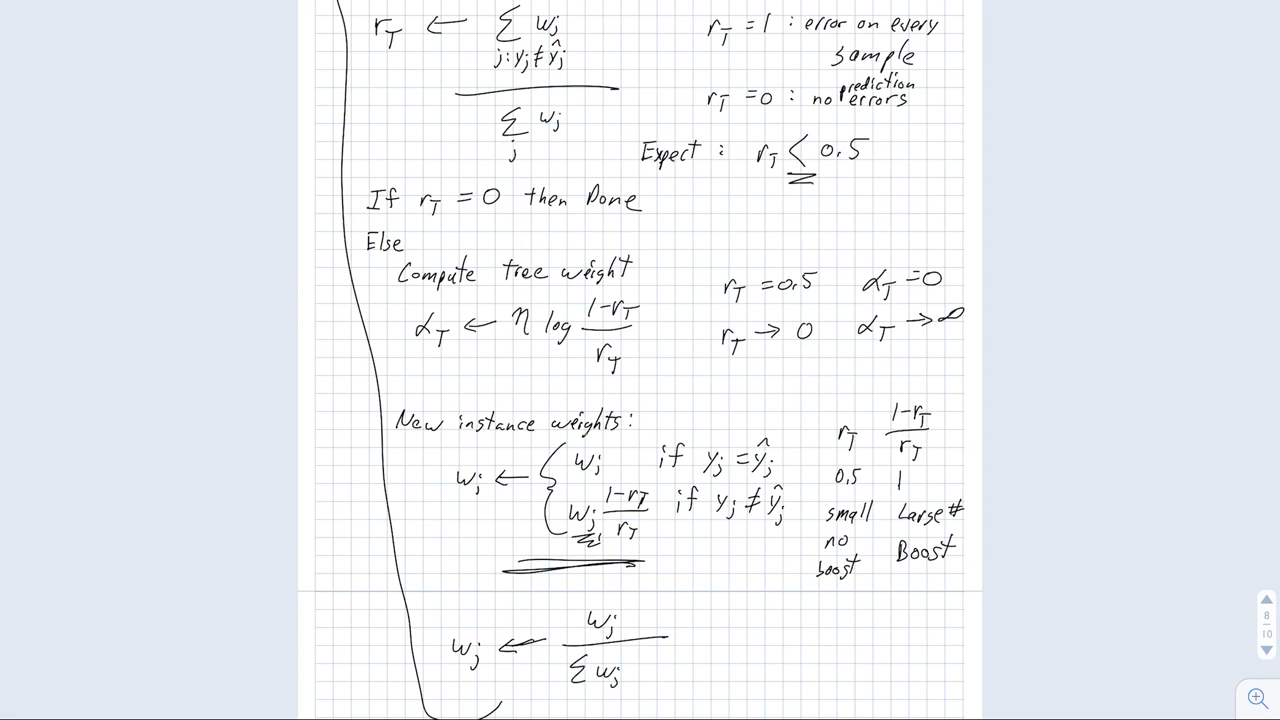 r_T ← Σ w_j
j: y_j ≠ ŷ_j
Σ w_j
j
r_T = 1 : error on every
sample
r_T = 0 : no prediction
errors
Expect : r_T < 0.5
If r_T = 0 then Done
Else
Compute tree weight
α_T ← η log (1-r_T)/r_T
r_T = 0.5 α_T = 0
r_T → 0 α_T → ∞
New instance weights:
w_j ← { w_j if y_j = ŷ_j
w_j (1-r_T)/r_T if y_j ≠ ŷ_j
r_T (1-r_T)/r_T
0.5 1
small Large #
no Boost
boost
w_j ← w_j / Σ w_j
8
10